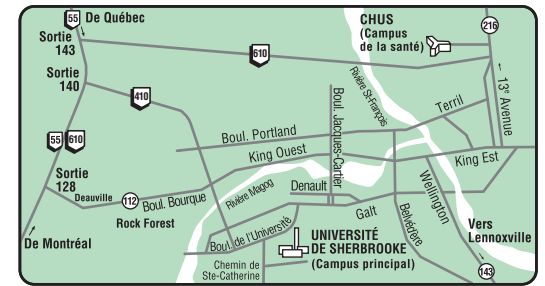 55
De Québec
Sortie
143
CHUS
(Campus
de la santé)
216
610
Sortie
140
410
Rivière St-François
13e Avenue
Terril
Boul. Jacques-Cartier
Boul. Portland
55
610
King Ouest
King Est
Sortie
128
Deauville
112
Boul. Bourque
Rock Forest
Rivière Magog
Denault
Wellington
Galt
Belvédère
Boul. de l'Université
UNIVERSITÉ
DE SHERBROOKE
(Campus principal)
Vers
Lennoxville
De Montréal
Chemin de
Ste-Catherine
143